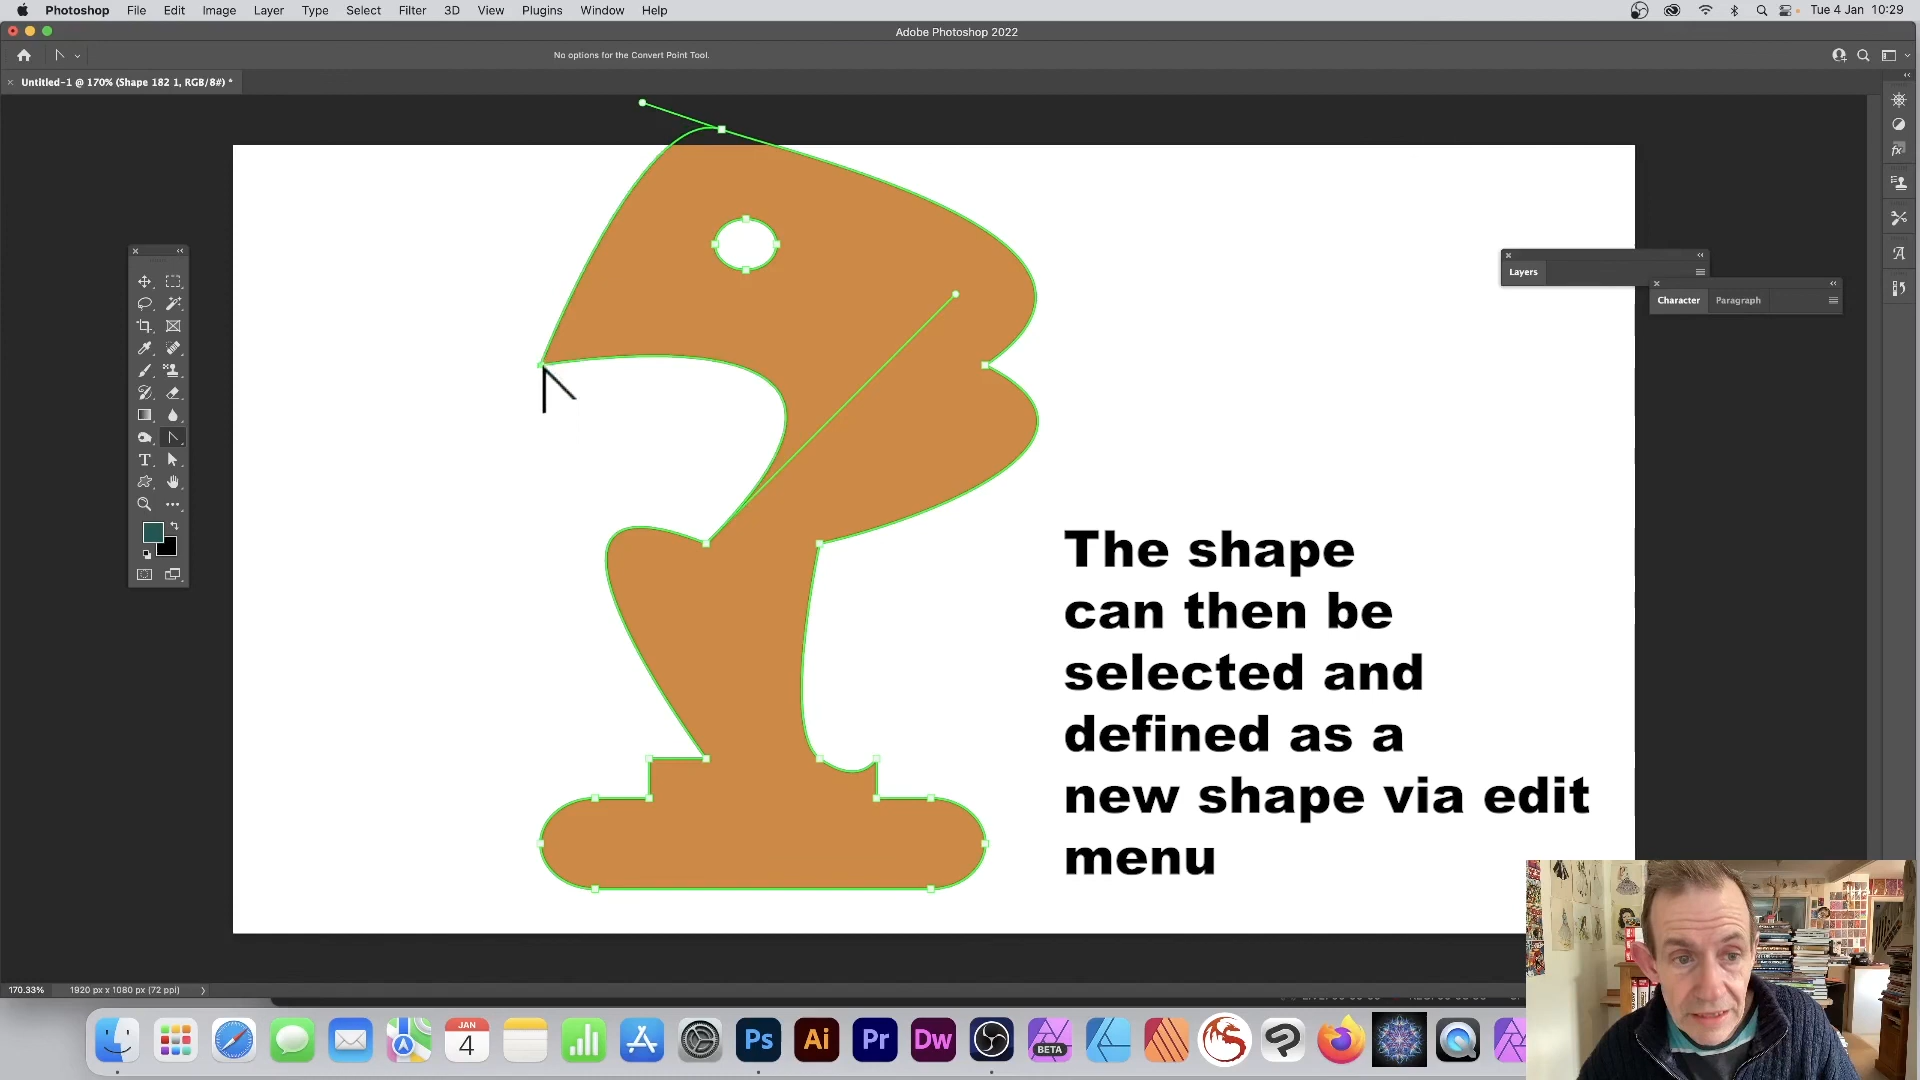 Photoshop File Edit Image Layer Type Select Filter 3D View Plugins Window Help Tue 4 Jan 10:29
Adobe Photoshop 2022
No options for the Convert Point Tool.
Untitled-1 @ 170% (Shape 182 1, RGB/8#) *
Layers
Character Paragraph
The shape
can then be
selected and
defined as a
new shape via edit
menu
170.33% 1920 px x 1080 px (72 ppi)
JAN
4
Ps Ai Pr Dw
BETA